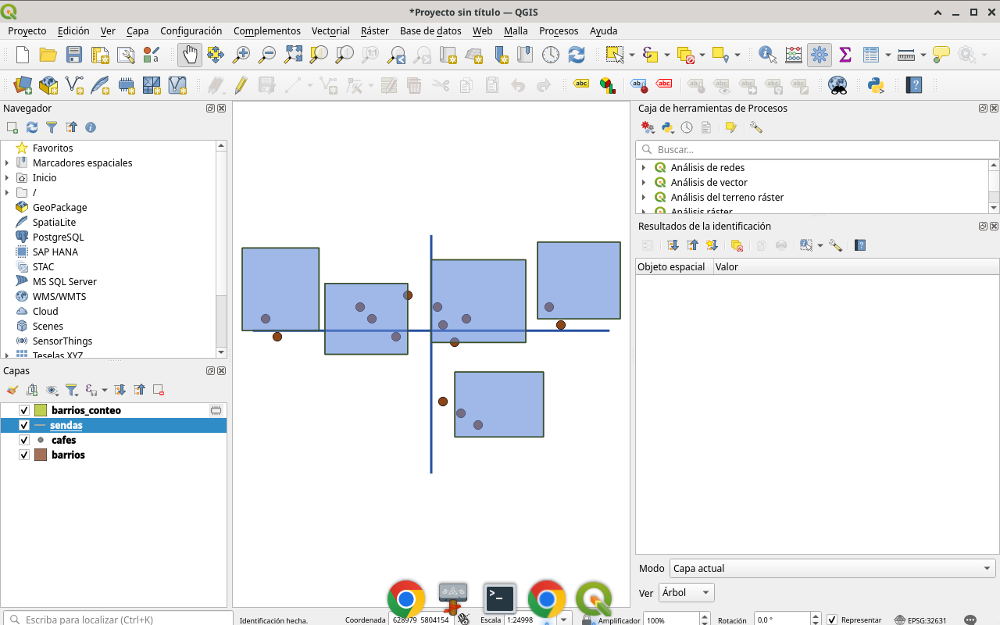 *Proyecto sin título — QGIS
Proyecto Edición Ver Capa Configuración Complementos Vectorial Ráster Base de datos Web Malla Procesos Ayuda
1:1
abc abc abc
Navegador
Favoritos
Marcadores espaciales
Inicio
/
GeoPackage
SpatiaLite
PostgreSQL
SAP HANA
STAC
MS SQL Server
WMS/WMTS
Cloud
Scenes
SensorThings
Teselas XYZ
Capas
barrios_conteo
sendas
cafes
barrios
Caja de herramientas de Procesos
Buscar...
Análisis de redes
Análisis de vector
Análisis del terreno ráster
Análisis ráster
Resultados de la identificación
Objeto espacial Valor
Modo Capa actual
Ver Árbol
Escriba para localizar (Ctrl+K)
Identificación hecha.
Coordenada 628979 5804154
Escala 1:24998
Amplificador 100%
Rotación 0,0 °
Representar
EPSG:32631